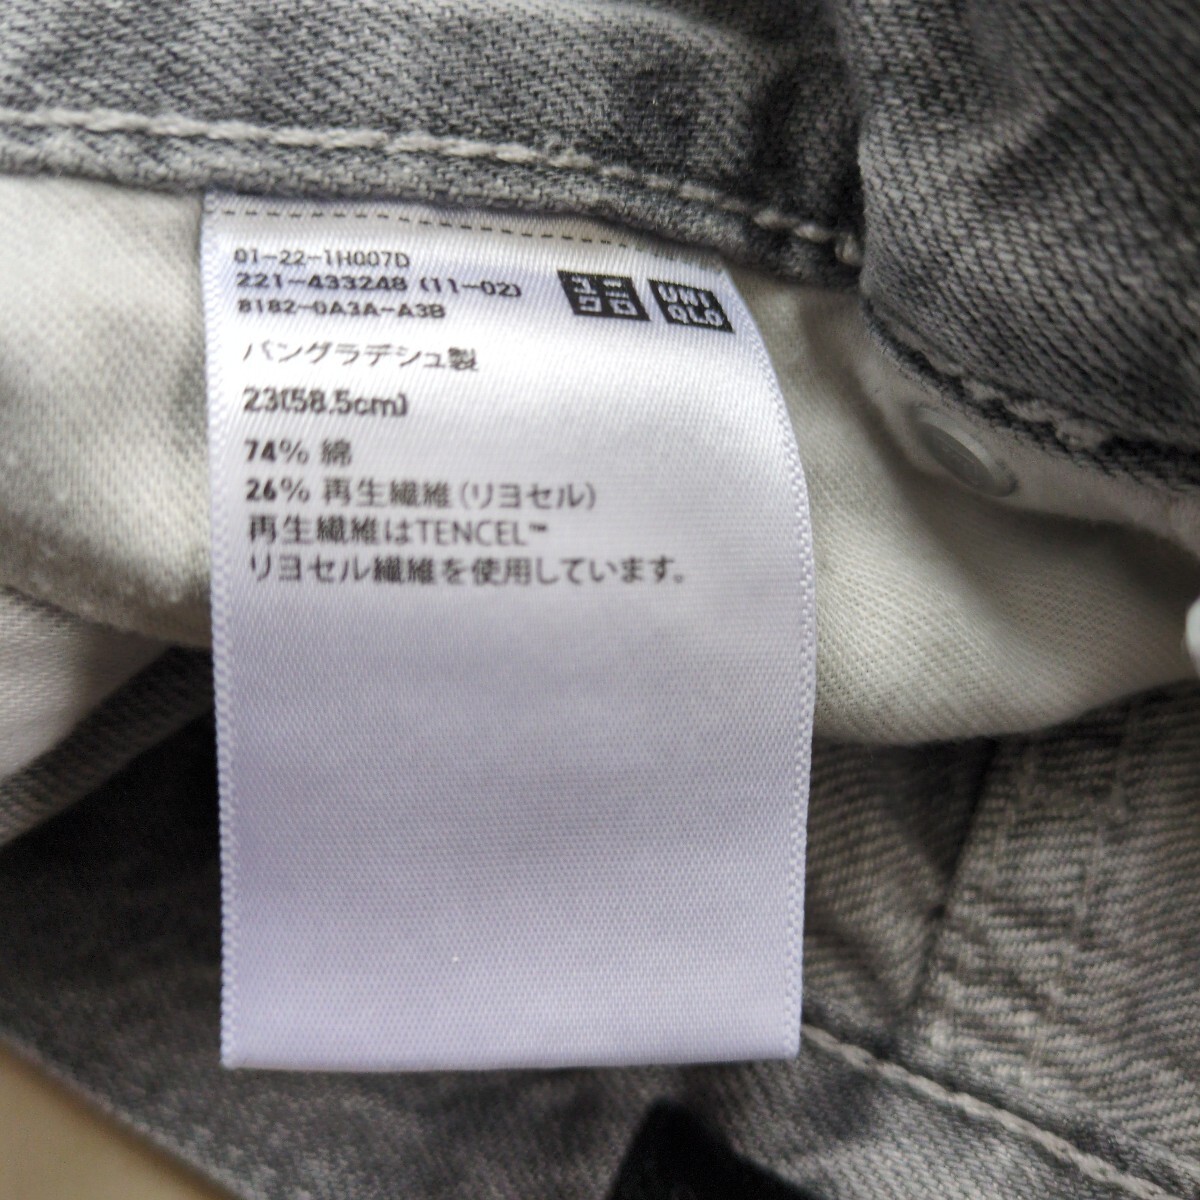 01-22-1H007D
221-433248 (11-02)
8182-0A3A-A3B
ユニ
クロ
UNI
QLO
バングラデシュ製
23(58.5cm)
74% 綿
26% 再生繊維(リヨセル)
再生繊維はTENCEL™
リヨセル繊維を使用しています。